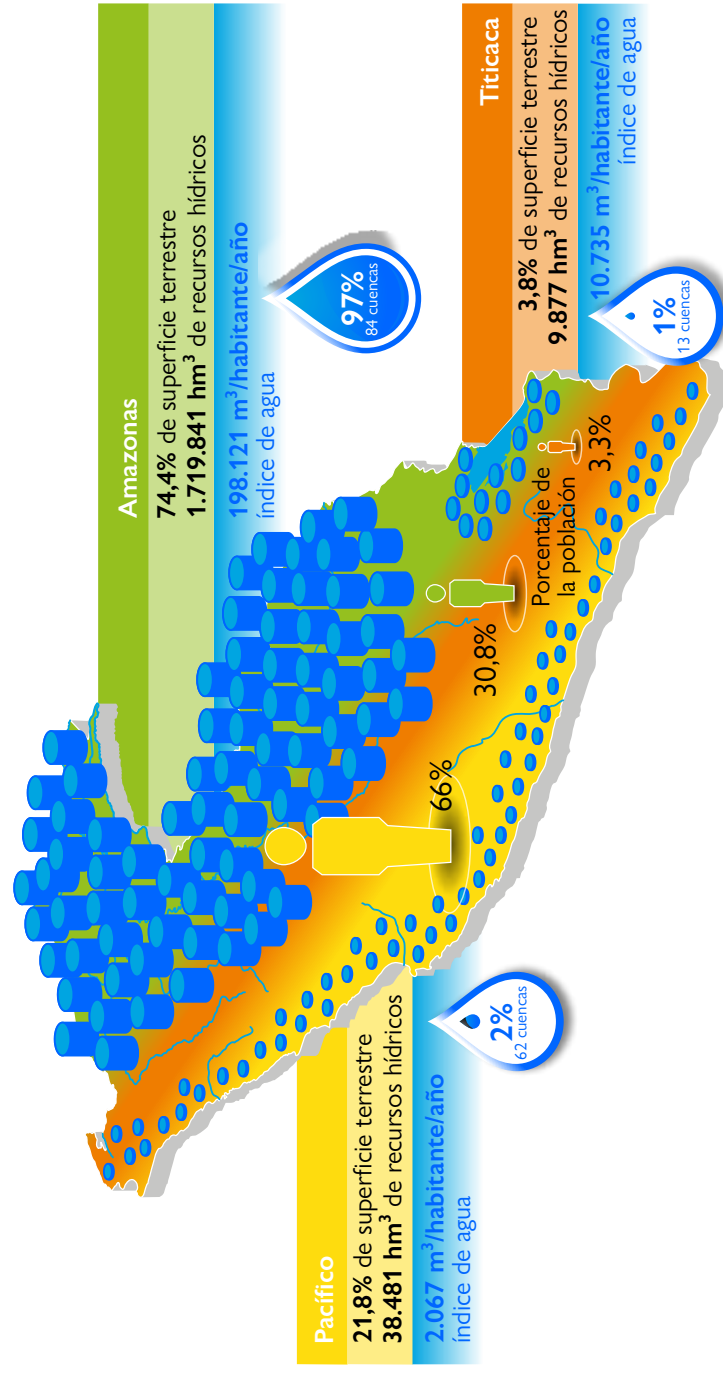 Amazonas
74,4% de superficie terrestre
1.719.841 hm³ de recursos hídricos
198.121 m³/habitante/año
índice de agua
97%
84 cuencas
Titicaca
3,8% de superficie terrestre
9.877 hm³ de recursos hídricos
10.735 m³/habitante/año
índice de agua
1%
13 cuencas
66%
30,8%
Porcentaje de
la población
3,3%
Pacífico
21,8% de superficie terrestre
38.481 hm³ de recursos hídricos
2.067 m³/habitante/año
índice de agua
2%
62 cuencas